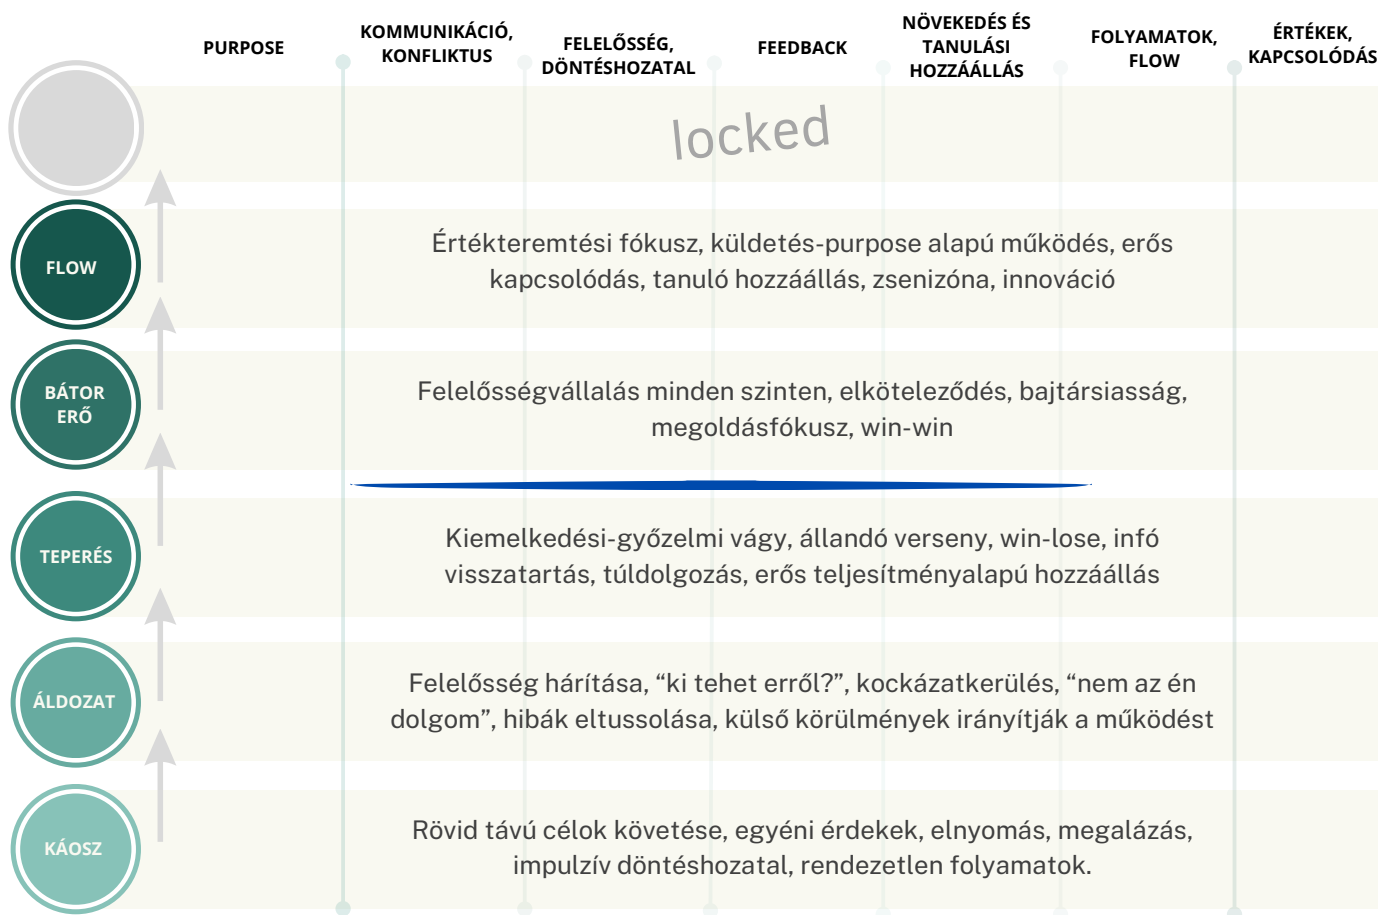 PURPOSE
KOMMUNIKÁCIÓ,
KONFLIKTUS
FELELŐSSÉG,
DÖNTÉSHOZATAL
FEEDBACK
NÖVEKEDÉS ÉS
TANULÁSI
HOZZÁÁLLÁS
FOLYAMATOK,
FLOW
ÉRTÉKEK,
KAPCSOLÓDÁS
locked
FLOW
Értékteremtési fókusz, küldetés-purpose alapú működés, erős
kapcsolódás, tanuló hozzáállás, zsenizóna, innováció
BÁTOR
ERŐ
Felelősségvállalás minden szinten, elköteleződés, bajtársiasság,
megoldásfókusz, win-win
TEPERÉS
Kiemelkedési-győzelmi vágy, állandó verseny, win-lose, infó
visszatartás, túldolgozás, erős teljesítményalapú hozzáállás
ÁLDOZAT
Felelősség hárítása, “ki tehet erről?”, kockázatkerülés, “nem az én
dolgom”, hibák eltussolása, külső körülmények irányítják a működést
KÁOSZ
Rövid távú célok követése, egyéni érdekek, elnyomás, megalázás,
impulzív döntéshozatal, rendezetlen folyamatok.